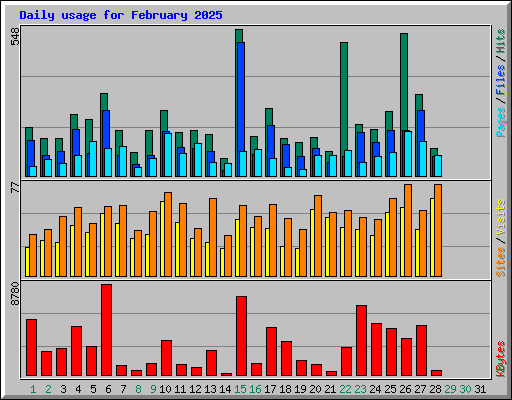 Daily usage for February 2025
548
Pages / Files / Hits
77
Sites / Visits
8780
KBytes
1 2 3 4 5 6 7 8 9 10 11 12 13 14 15 16 17 18 19 20 21 22 23 24 25 26 27 28 29 30 31